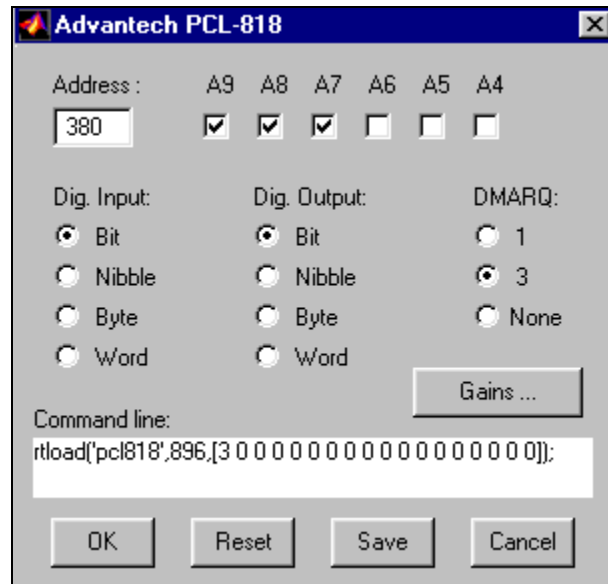 Advantech PCL-818
Address : A9 A8 A7 A6 A5 A4
380
Dig. Input: Dig. Output: DMARQ:
Bit Bit 1
Nibble Nibble 3
Byte Byte None
Word Word
Gains ...
Command line:
rtload('pcl818',896,[3 0 0 0 0 0 0 0 0 0 0 0 0 0 0 0 0 0 0]);
OK Reset Save Cancel